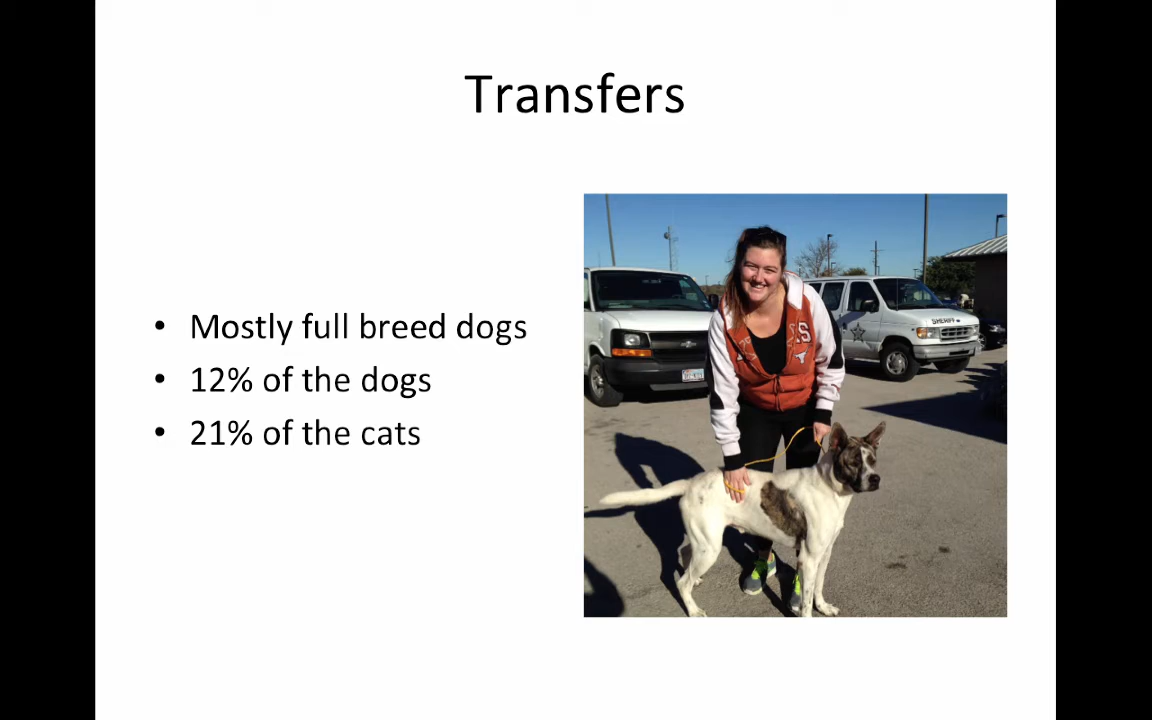 Transfers
• Mostly full breed dogs
• 12% of the dogs
• 21% of the cats
SHERIFF
S